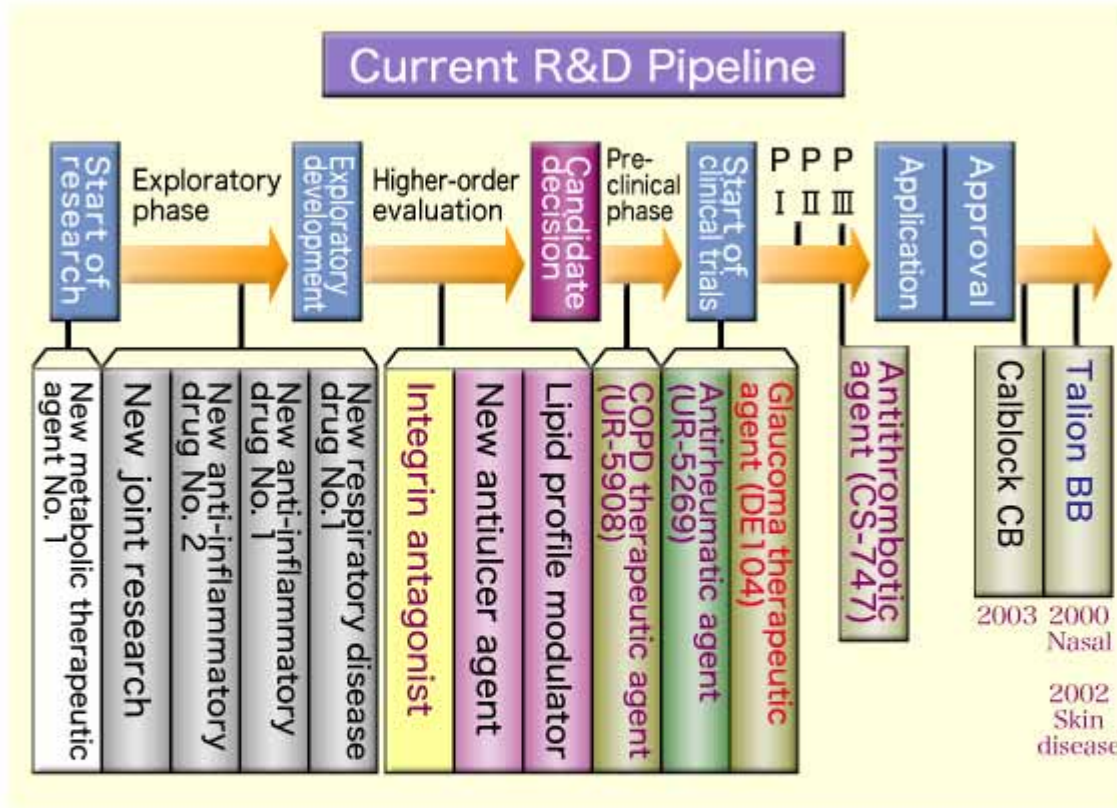 Current R&D Pipeline
Start of
research
Exploratory
phase
Exploratory
development
Higher-order
evaluation
Candidate
decision
Pre-
clinical
phase
Start of
clinical trials
P P P
I II III
Application
Approval
New metabolic therapeutic
agent No. 1
New joint research
New anti-inflammatory
drug No. 2
New anti-inflammatory
drug No. 1
New respiratory disease
drug No.1
Integrin antagonist
New antiulcer agent
Lipid profile modulator
COPD therapeutic agent
(UR-5908)
Antirheumatic agent
(UR-5269)
Glaucoma therapeutic
agent (DE104)
Antithrombotic
agent (CS-747)
Calblock CB
Talion BB
2003
2000
Nasal
2002
Skin
disease